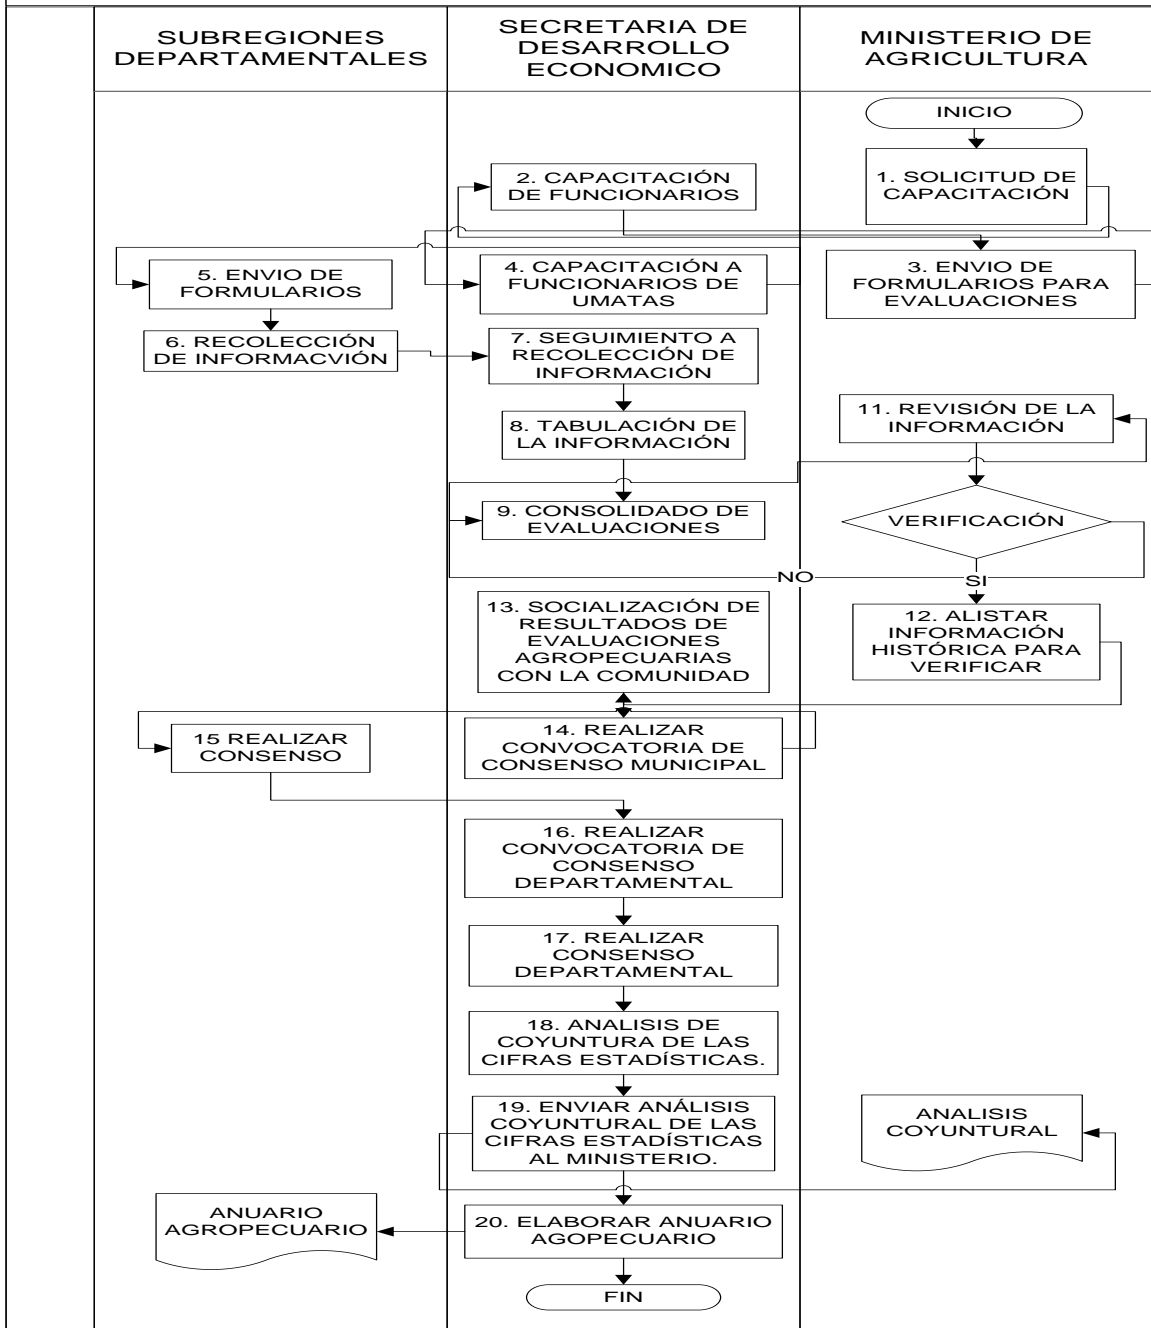 SUBREGIONES
DEPARTAMENTALES
SECRETARIA DE
DESARROLLO
ECONOMICO
MINISTERIO DE
AGRICULTURA
INICIO
1. SOLICITUD DE
CAPACITACIÓN
2. CAPACITACIÓN
DE FUNCIONARIOS
3. ENVIO DE
FORMULARIOS PARA
EVALUACIONES
4. CAPACITACIÓN A
FUNCIONARIOS DE
UMATAS
5. ENVIO DE
FORMULARIOS
6. RECOLECCIÓN
DE INFORMACVIÓN
7. SEGUIMIENTO A
RECOLECCIÓN DE
INFORMACIÓN
8. TABULACIÓN DE
LA INFORMACIÓN
9. CONSOLIDADO DE
EVALUACIONES
11. REVISIÓN DE LA
INFORMACIÓN
VERIFICACIÓN
NO
SI
12. ALISTAR
INFORMACIÓN
HISTÓRICA PARA
VERIFICAR
13. SOCIALIZACIÓN DE
RESULTADOS DE
EVALUACIONES
AGROPECUARIAS
CON LA COMUNIDAD
14. REALIZAR
CONVOCATORIA DE
CONSENSO MUNICIPAL
15 REALIZAR
CONSENSO
16. REALIZAR
CONVOCATORIA DE
CONSENSO
DEPARTAMENTAL
17. REALIZAR
CONSENSO
DEPARTAMENTAL
18. ANALISIS DE
COYUNTURA DE LAS
CIFRAS ESTADÍSTICAS.
19. ENVIAR ANÁLISIS
COYUNTURAL DE LAS
CIFRAS ESTADÍSTICAS
AL MINISTERIO.
ANALISIS
COYUNTURAL
20. ELABORAR ANUARIO
AGOPECUARIO
ANUARIO
AGROPECUARIO
FIN